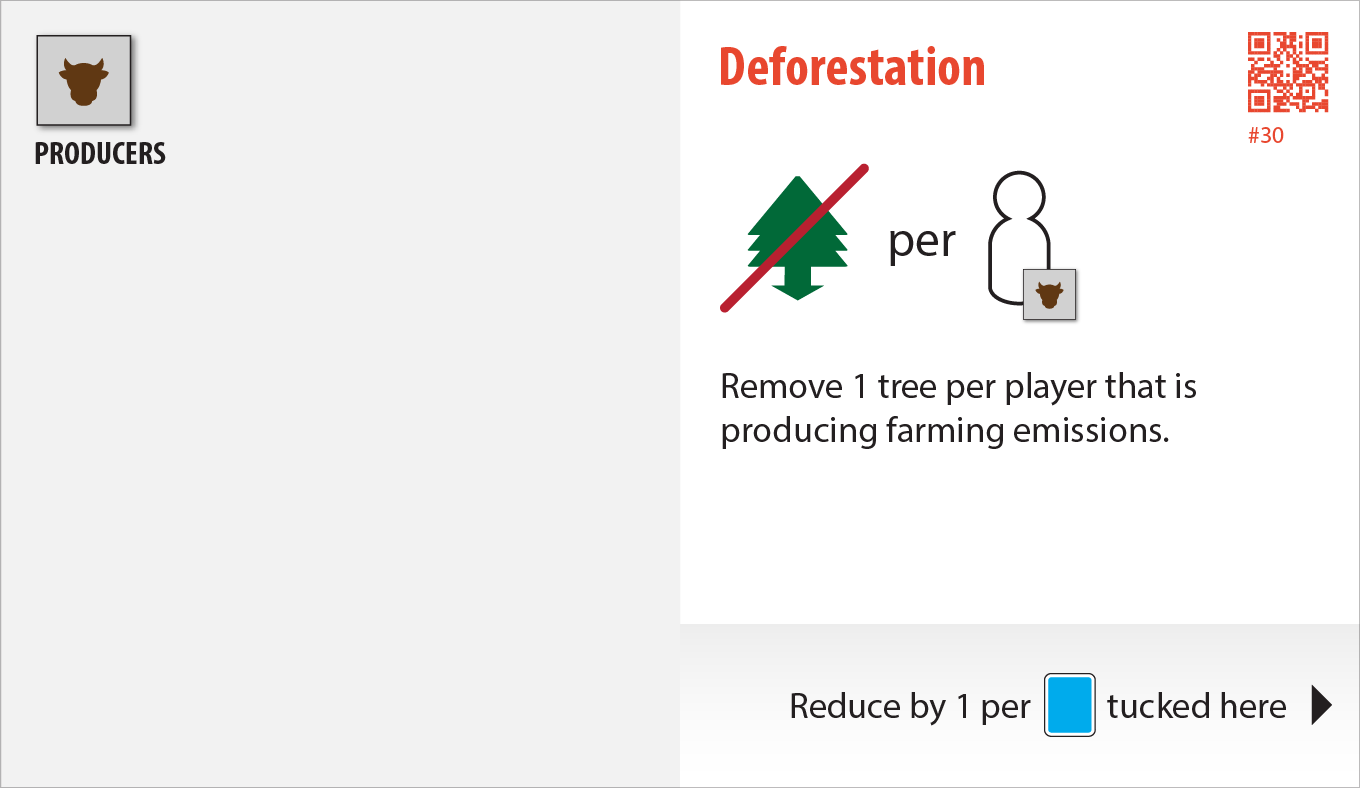 PRODUCERS
Deforestation
#30
per
Remove 1 tree per player that is
producing farming emissions.
Reduce by 1 per tucked here